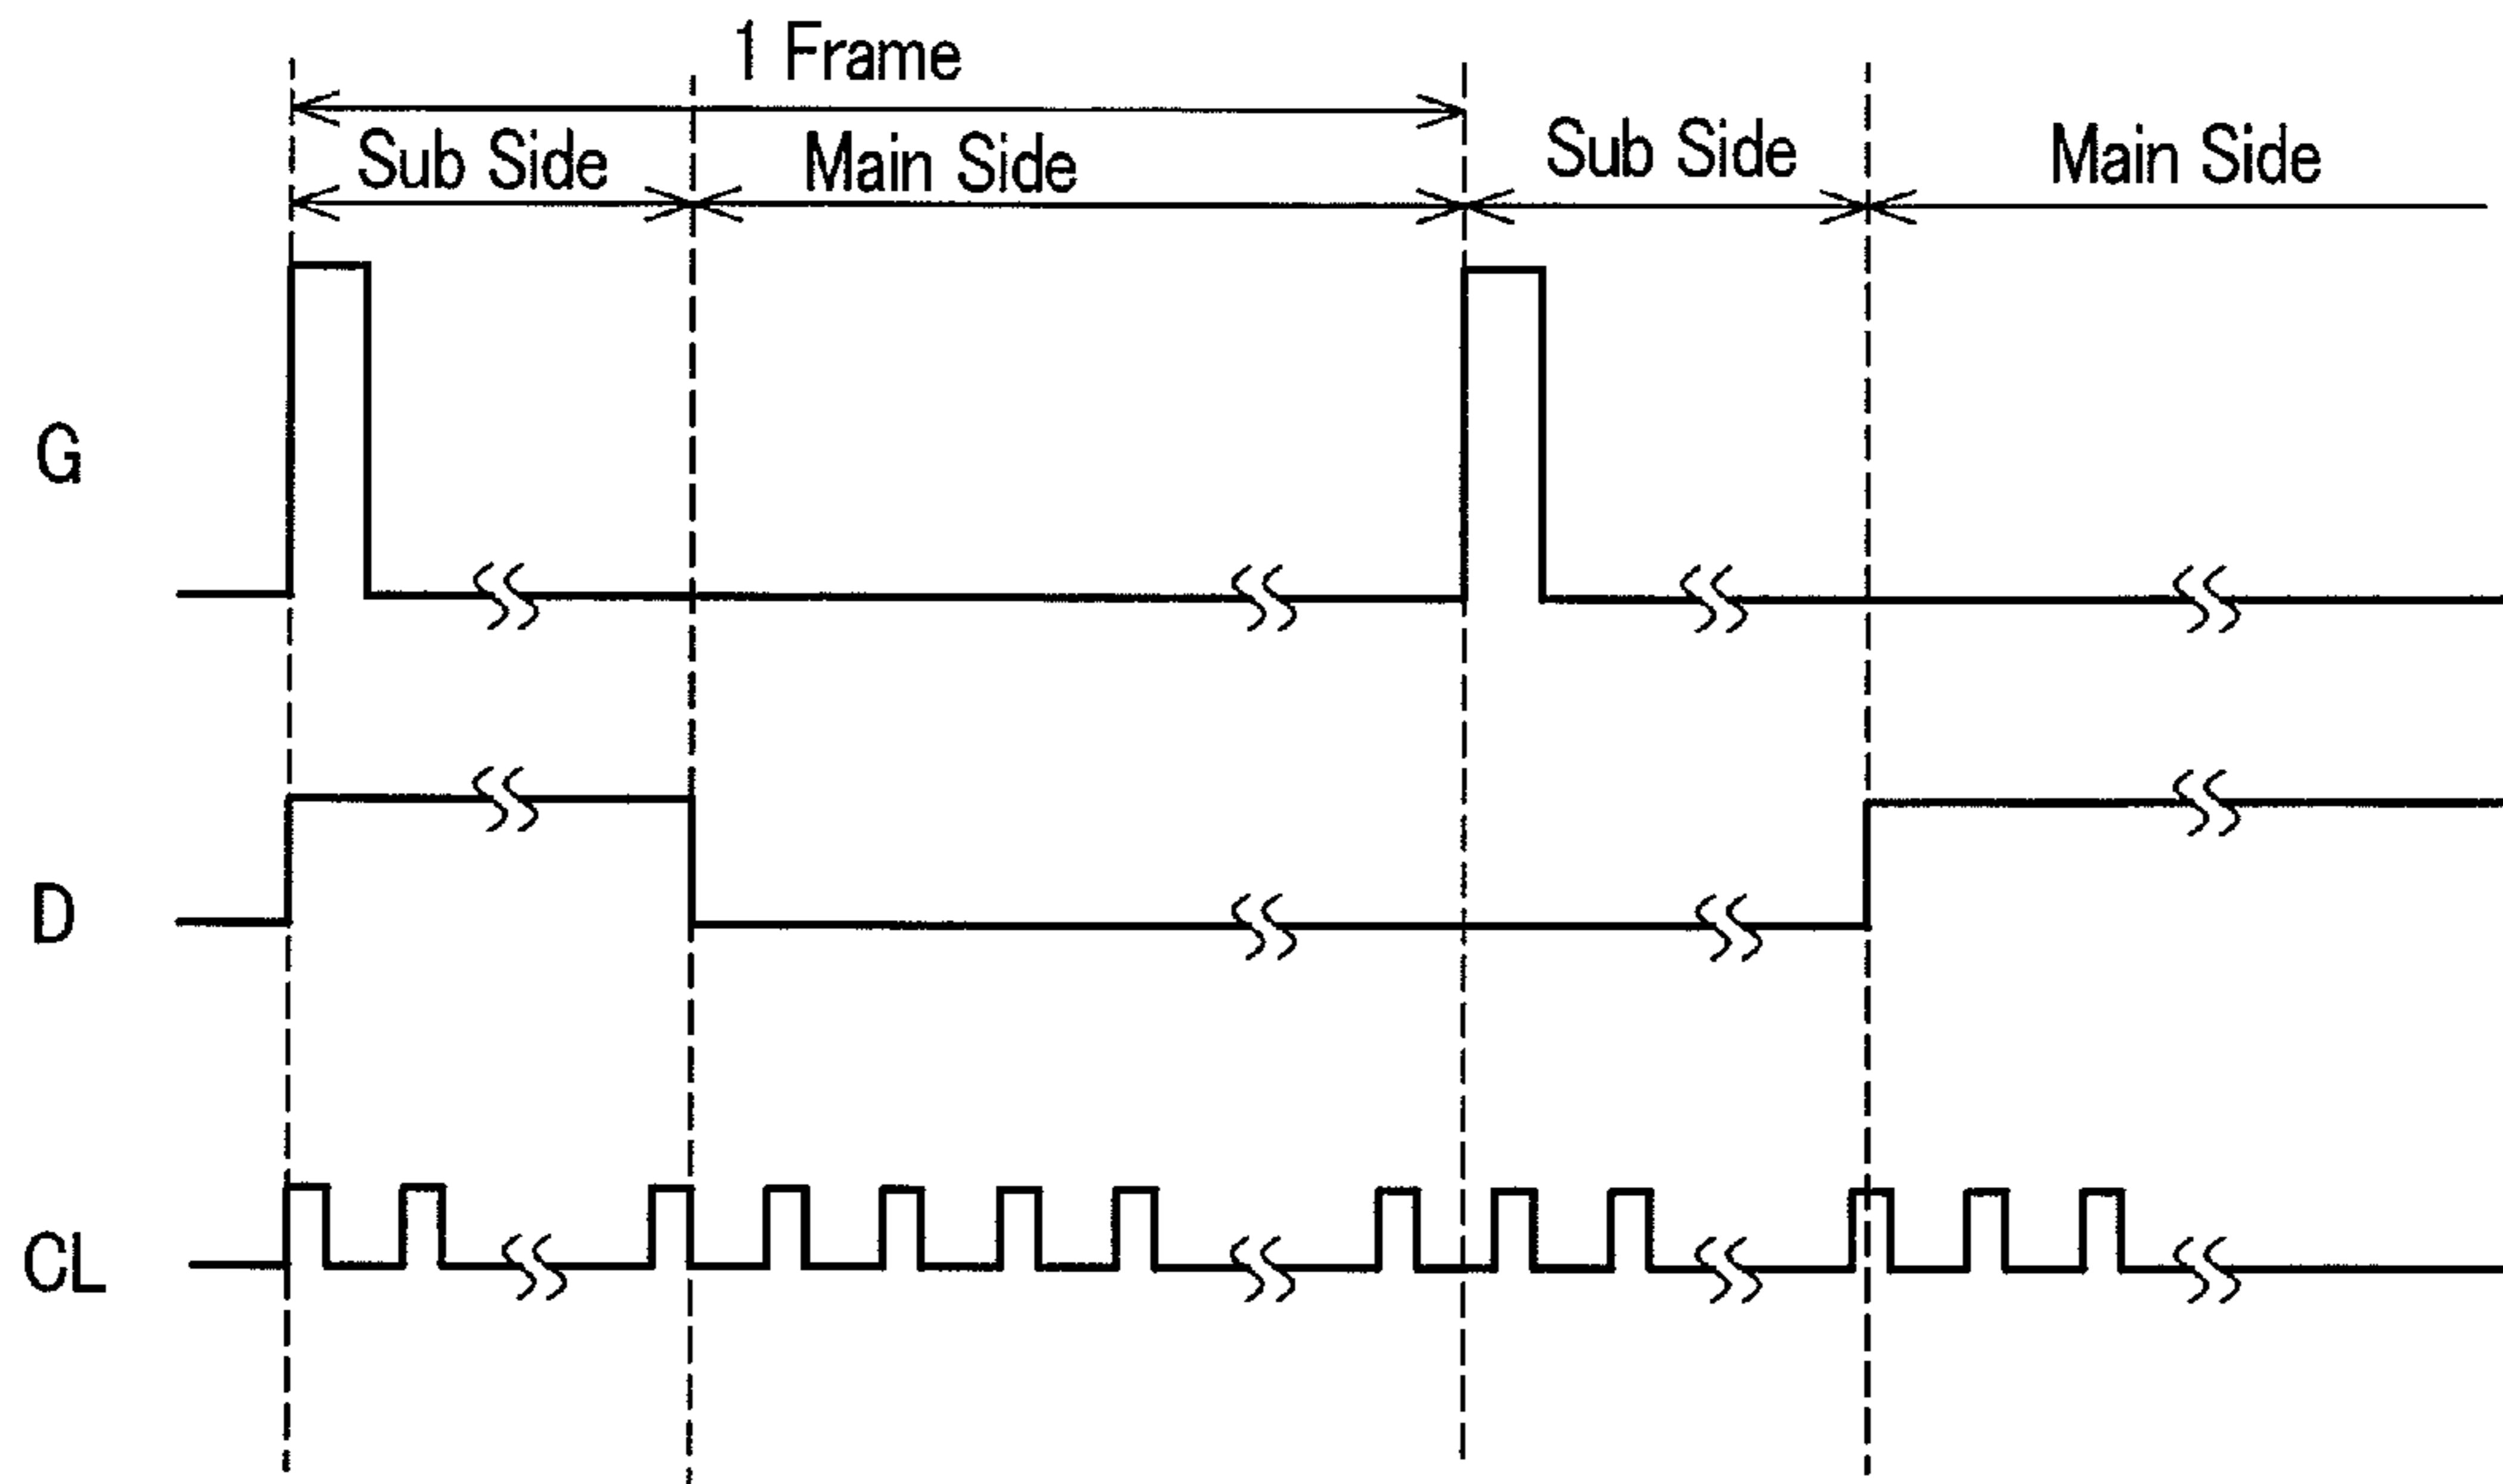 1 Frame
Sub Side Main Side Sub Side Main Side
G
D
CL